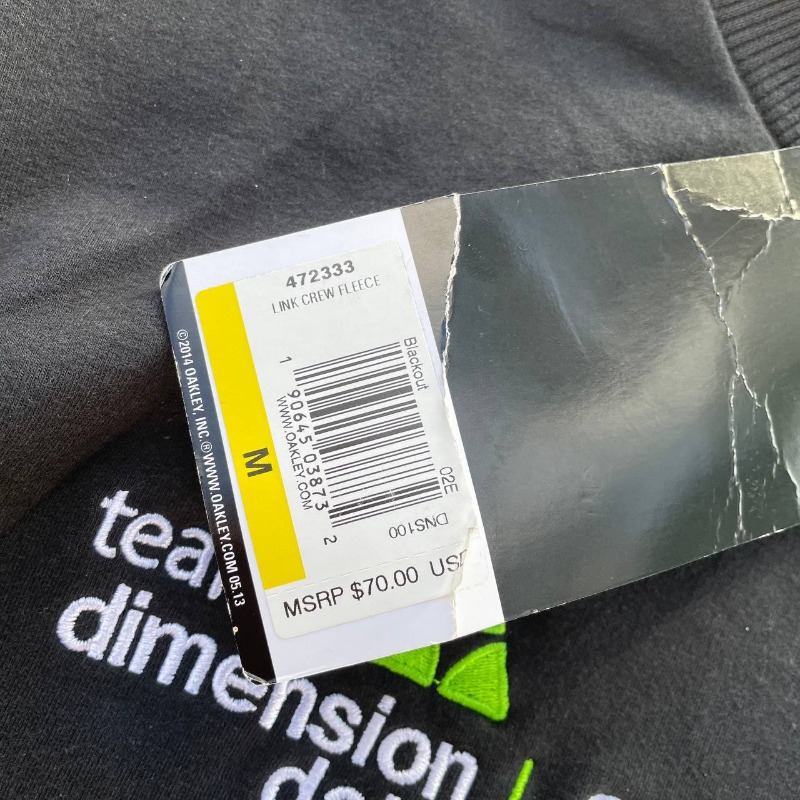 472333
LINK CREW FLEECE
Blackout
1 90645 03873 2
WWW.OAKLEY.COM
02E
DNS100
M
MSRP $70.00 US
©2014 OAKLEY, INC.®WWW.OAKLEY.COM 05.13
dimension